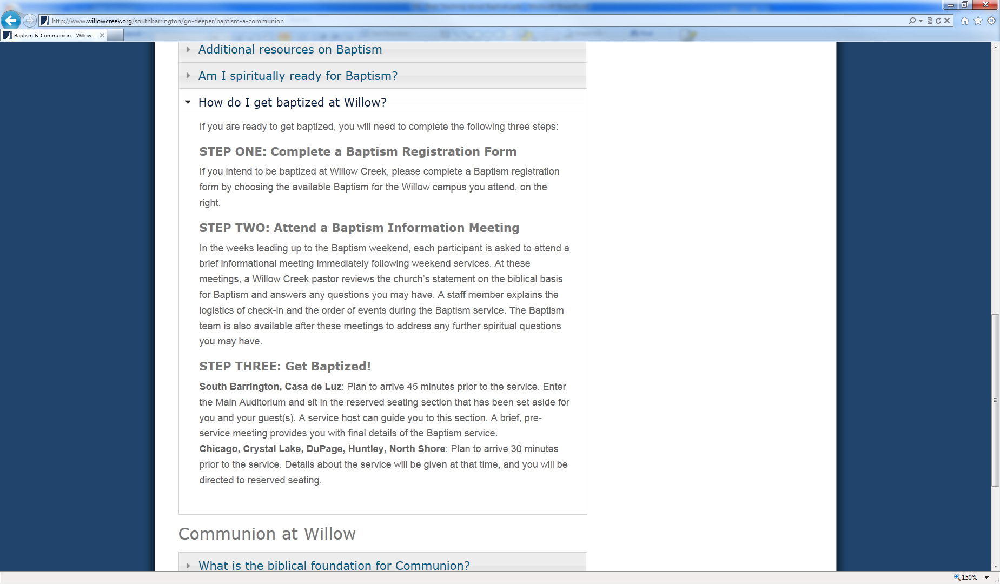 http://www.willowcreek.org/southbarrington/go-deeper/baptism-a-communion
Baptism & Communion - Willow ...
Additional resources on Baptism
Am I spiritually ready for Baptism?
How do I get baptized at Willow?
If you are ready to get baptized, you will need to complete the following three steps:
STEP ONE: Complete a Baptism Registration Form
If you intend to be baptized at Willow Creek, please complete a Baptism registration
form by choosing the available Baptism for the Willow campus you attend, on the
right.
STEP TWO: Attend a Baptism Information Meeting
In the weeks leading up to the Baptism weekend, each participant is asked to attend a
brief informational meeting immediately following weekend services. At these
meetings, a Willow Creek pastor reviews the church’s statement on the biblical basis
for Baptism and answers any questions you may have. A staff member explains the
logistics of check-in and the order of events during the Baptism service. The Baptism
team is also available after these meetings to address any further spiritual questions
you may have.
STEP THREE: Get Baptized!
South Barrington, Casa de Luz: Plan to arrive 45 minutes prior to the service. Enter
the Main Auditorium and sit in the reserved seating section that has been set aside for
you and your guest(s). A service host can guide you to this section. A brief, pre-
service meeting provides you with final details of the Baptism service.
Chicago, Crystal Lake, DuPage, Huntley, North Shore: Plan to arrive 30 minutes
prior to the service. Details about the service will be given at that time, and you will be
directed to reserved seating.
Communion at Willow
What is the biblical foundation for Communion?
150%